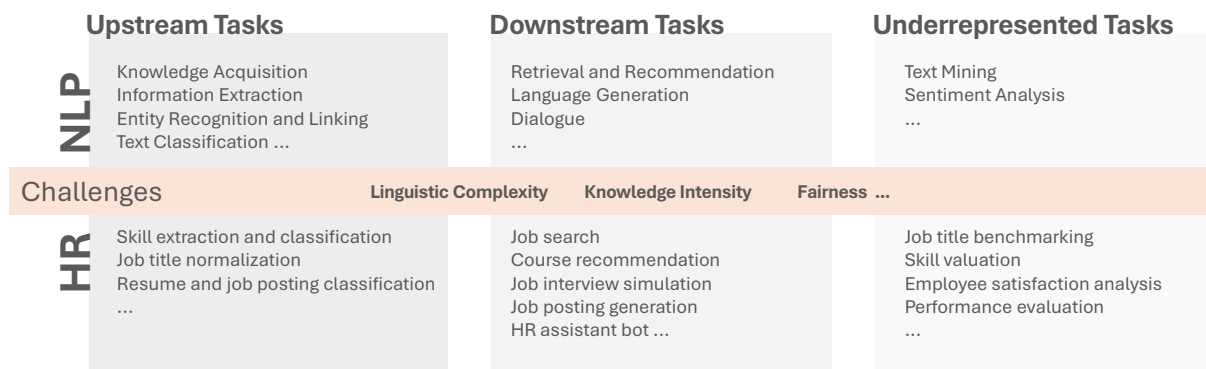 Upstream Tasks
Downstream Tasks
Underrepresented Tasks
NLP
Knowledge Acquisition
Information Extraction
Entity Recognition and Linking
Text Classification ...
Retrieval and Recommendation
Language Generation
Dialogue
...
Text Mining
Sentiment Analysis
...
Challenges
Linguistic Complexity
Knowledge Intensity
Fairness ...
HR
Skill extraction and classification
Job title normalization
Resume and job posting classification
...
Job search
Course recommendation
Job interview simulation
Job posting generation
HR assistant bot ...
Job title benchmarking
Skill valuation
Employee satisfaction analysis
Performance evaluation
...